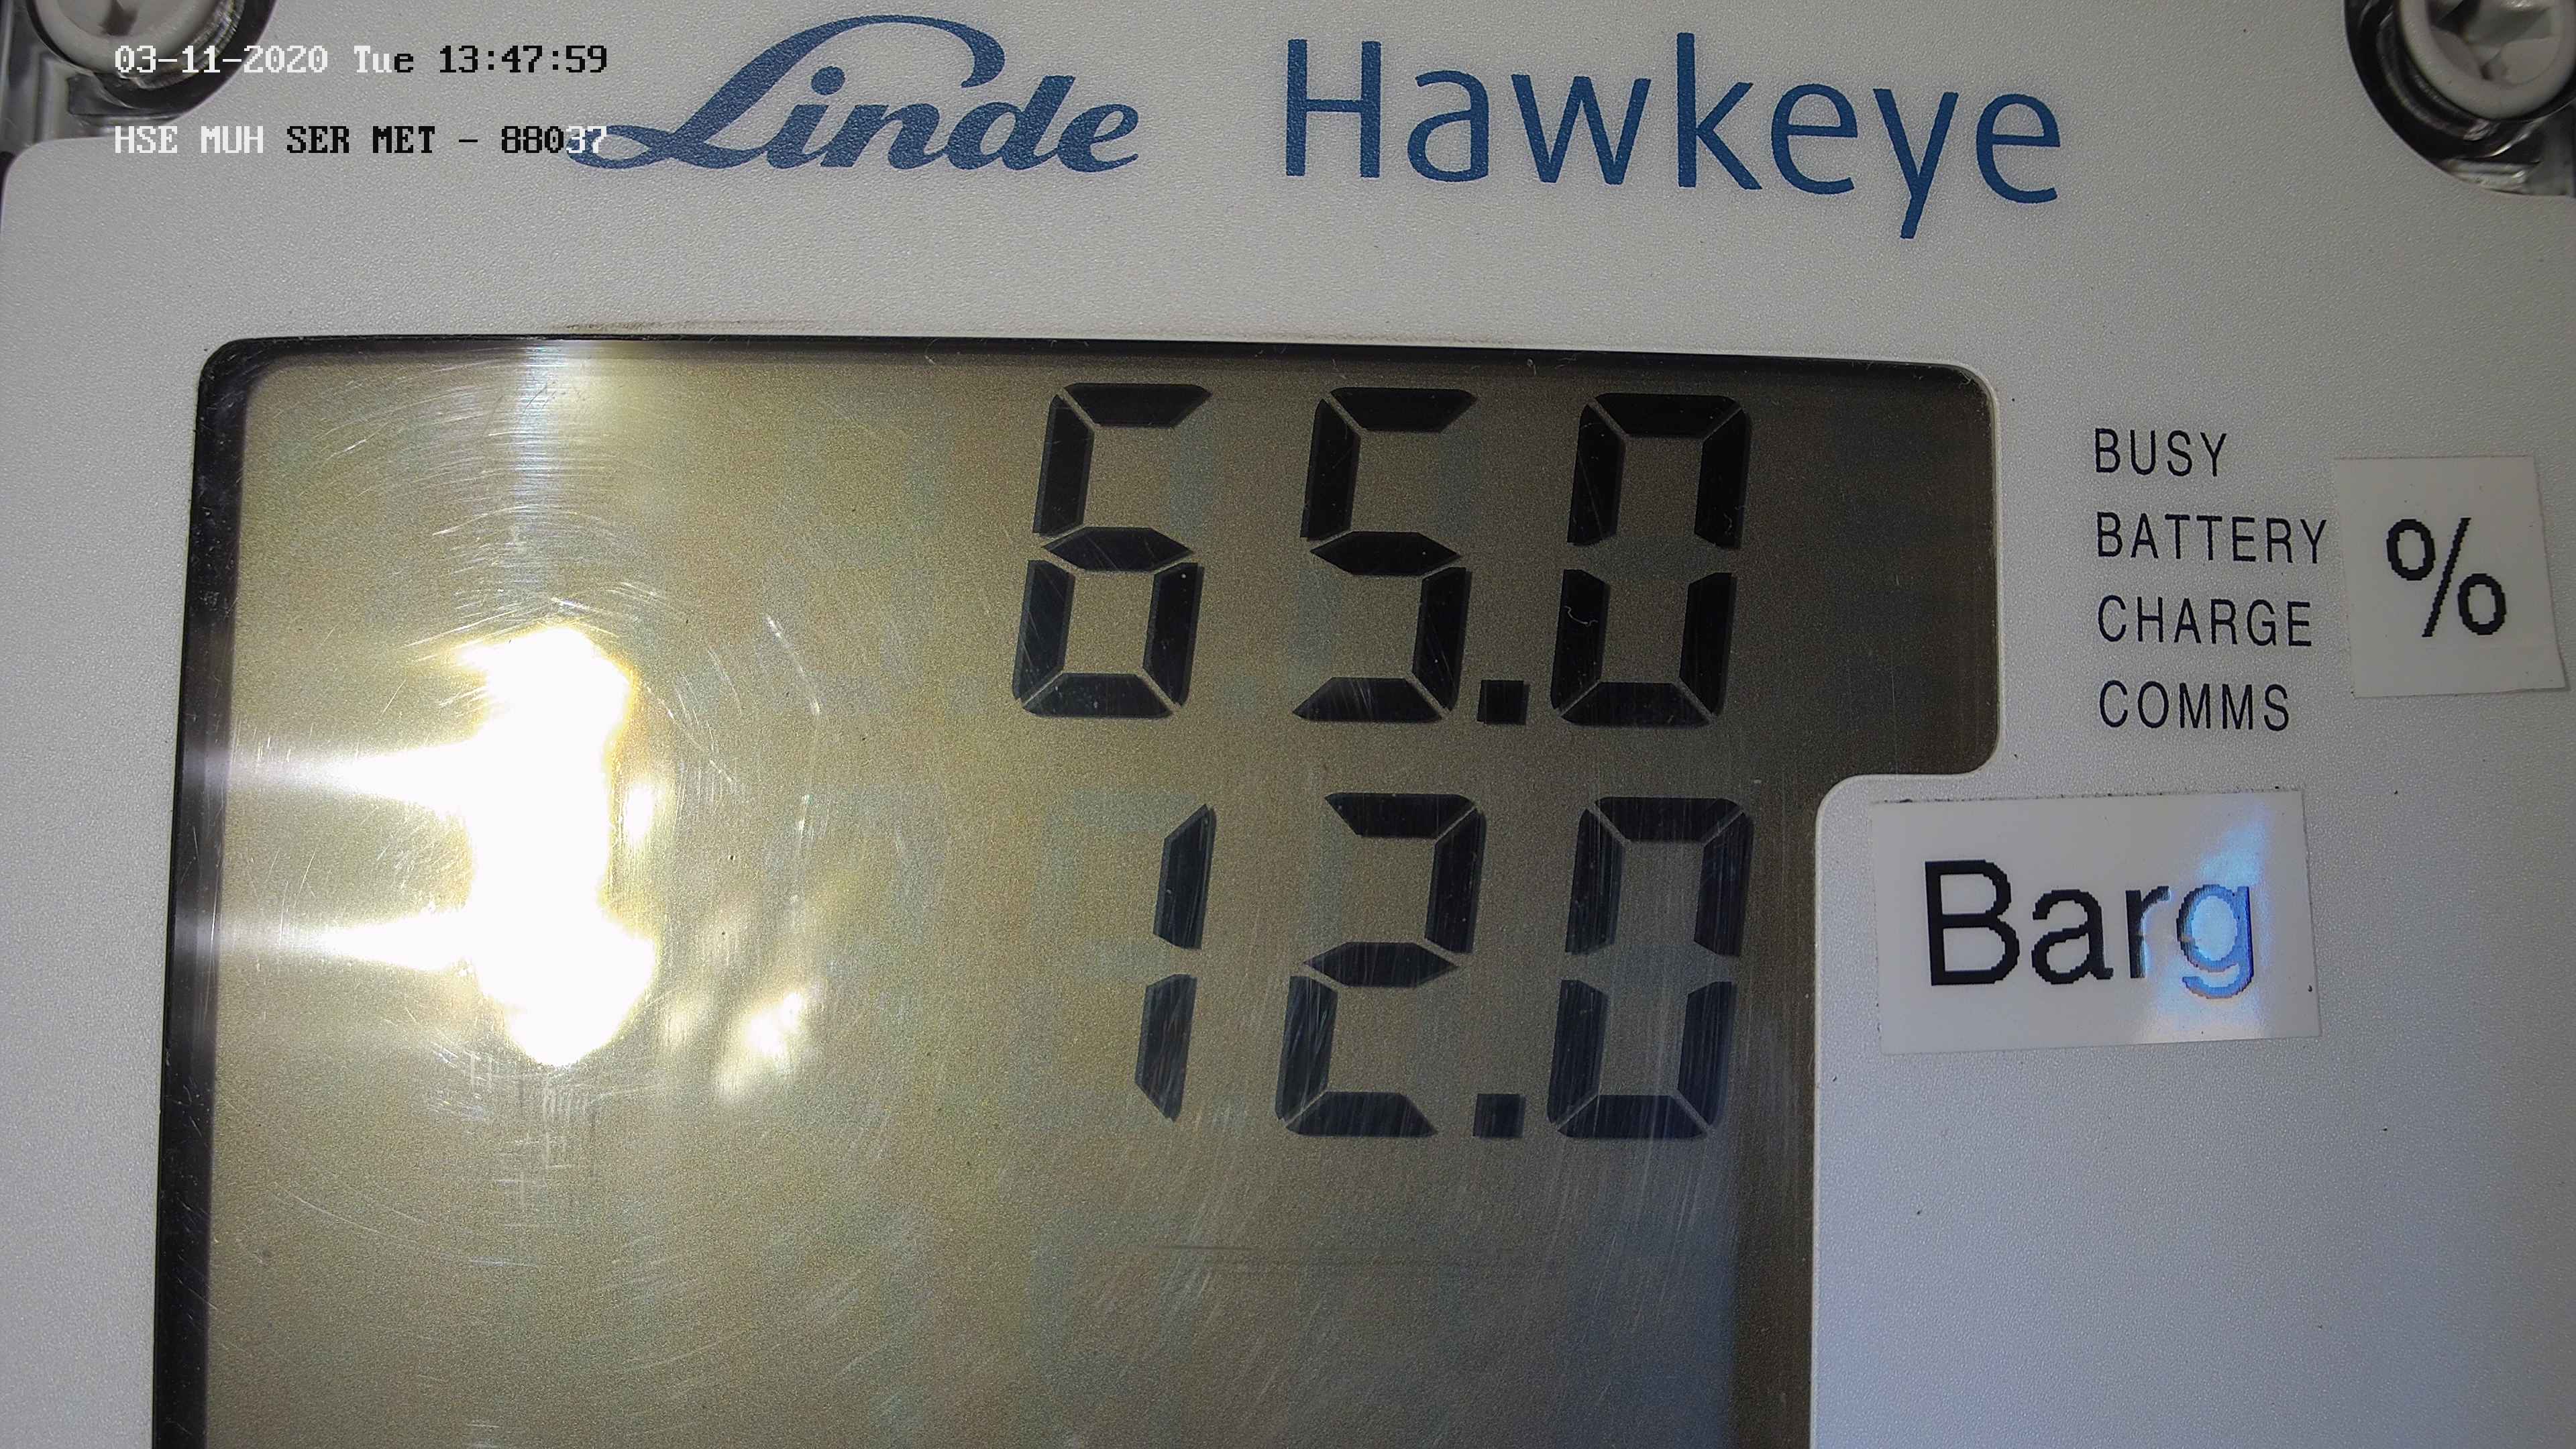 03-11-2020 Tue 13:47:59
HSE MUH SER MET - 88037
Linde Hawkeye
65.0
BUSY
BATTERY
CHARGE
COMMS
%
12.0
Barg